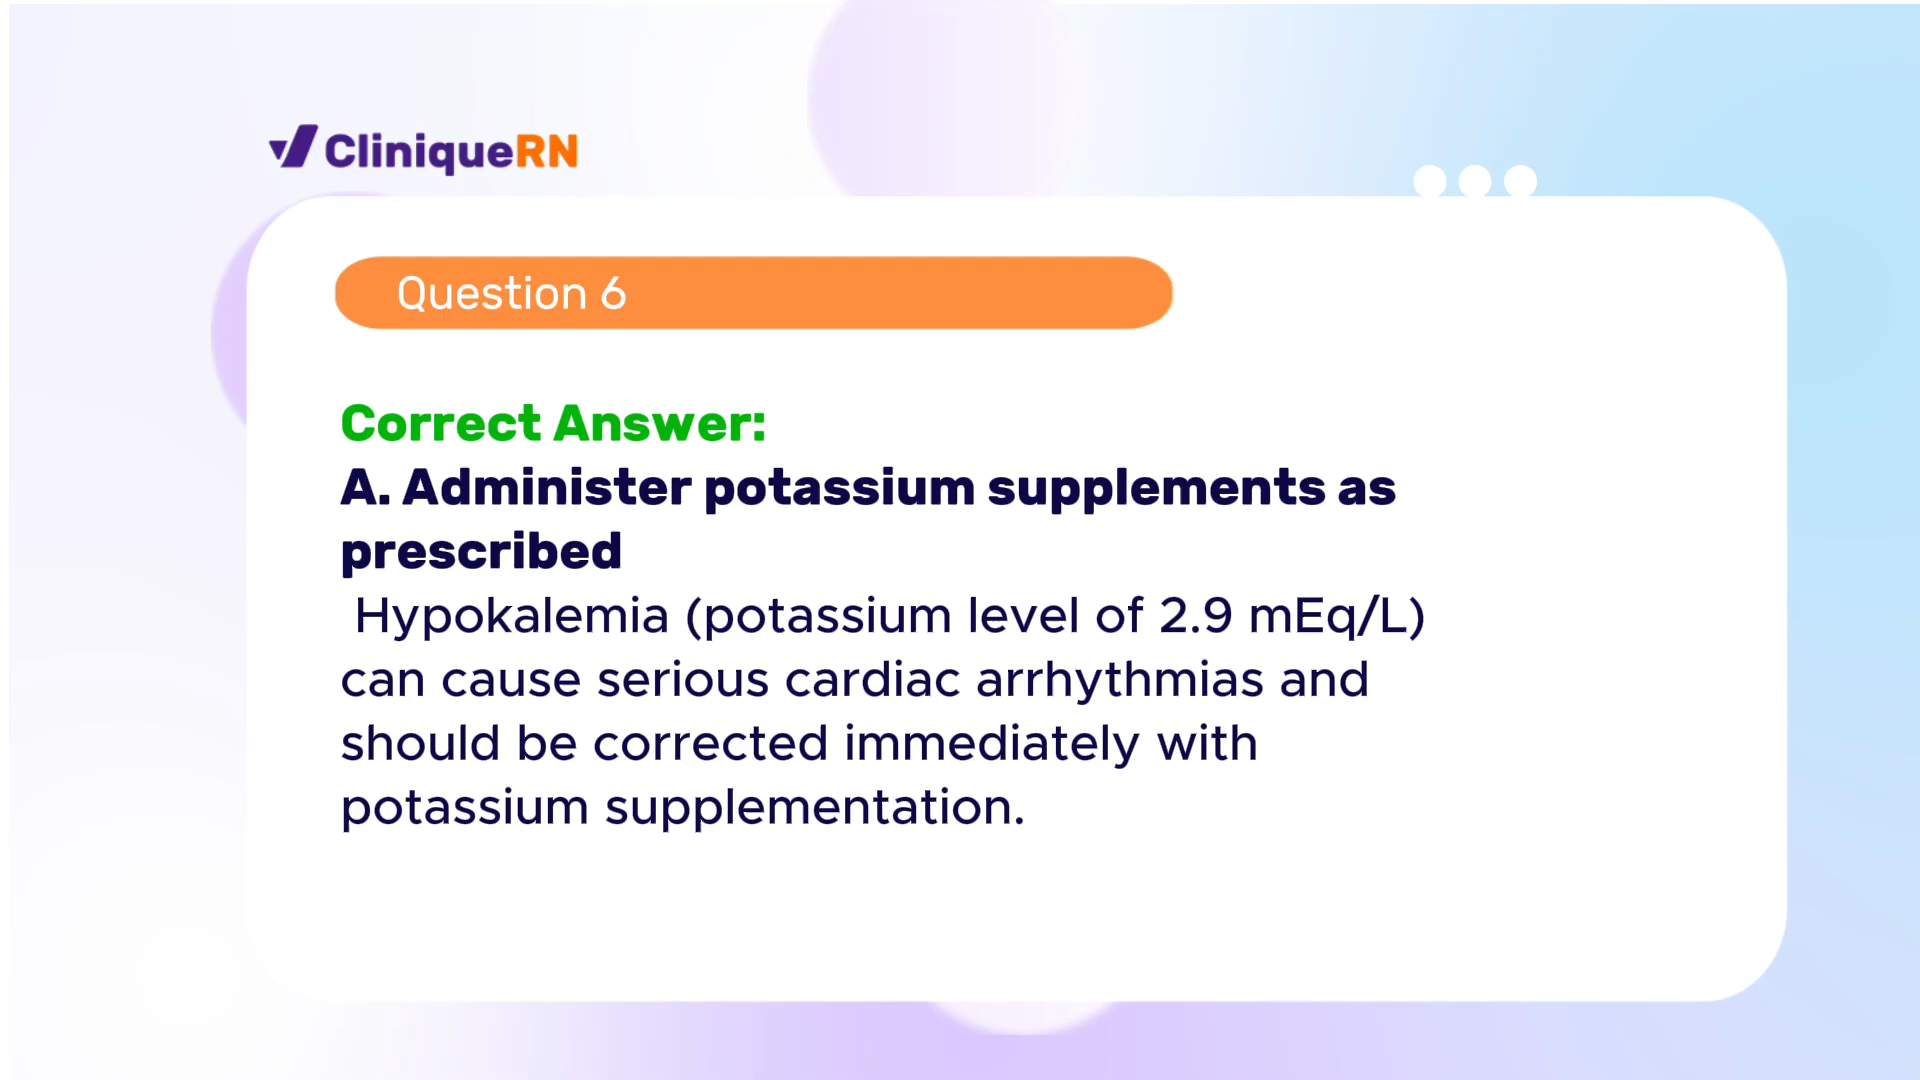 CliniqueRN
Question 6
Correct Answer:
A. Administer potassium supplements as
prescribed
Hypokalemia (potassium level of 2.9 mEq/L)
can cause serious cardiac arrhythmias and
should be corrected immediately with
potassium supplementation.